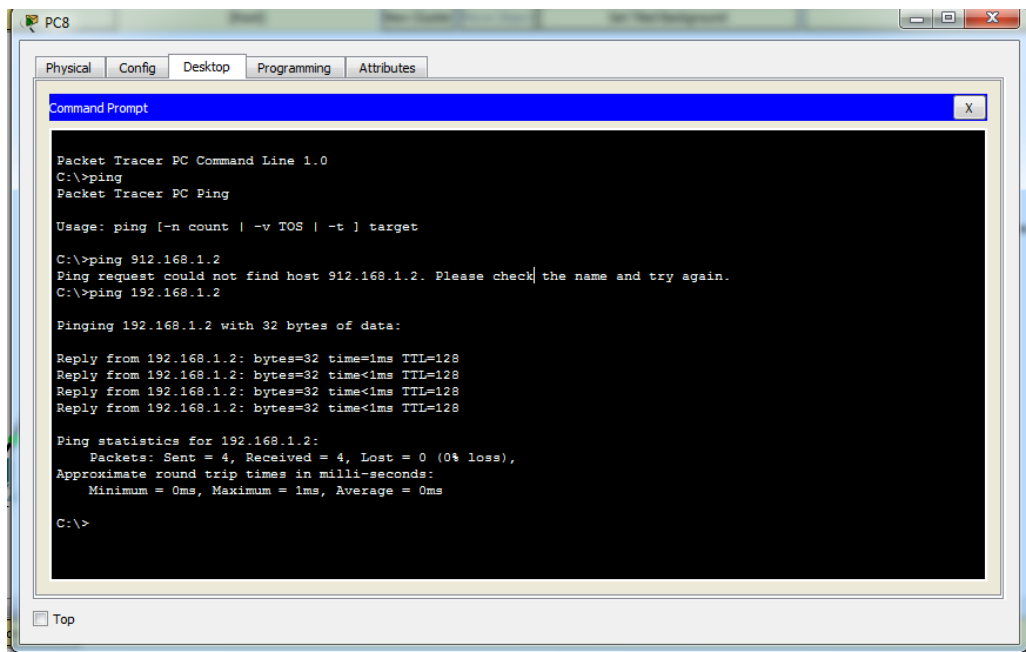 PC8
Physical Config Desktop Programming Attributes
Command Prompt
X
Packet Tracer PC Command Line 1.0
C:\>ping
Packet Tracer PC Ping
Usage: ping [-n count | -v TOS | -t ] target
C:\>ping 912.168.1.2
Ping request could not find host 912.168.1.2. Please check the name and try again.
C:\>ping 192.168.1.2
Pinging 192.168.1.2 with 32 bytes of data:
Reply from 192.168.1.2: bytes=32 time=1ms TTL=128
Reply from 192.168.1.2: bytes=32 time<1ms TTL=128
Reply from 192.168.1.2: bytes=32 time<1ms TTL=128
Reply from 192.168.1.2: bytes=32 time<1ms TTL=128
Ping statistics for 192.168.1.2:
Packets: Sent = 4, Received = 4, Lost = 0 (0% loss),
Approximate round trip times in milli-seconds:
Minimum = 0ms, Maximum = 1ms, Average = 0ms
C:\>
Top